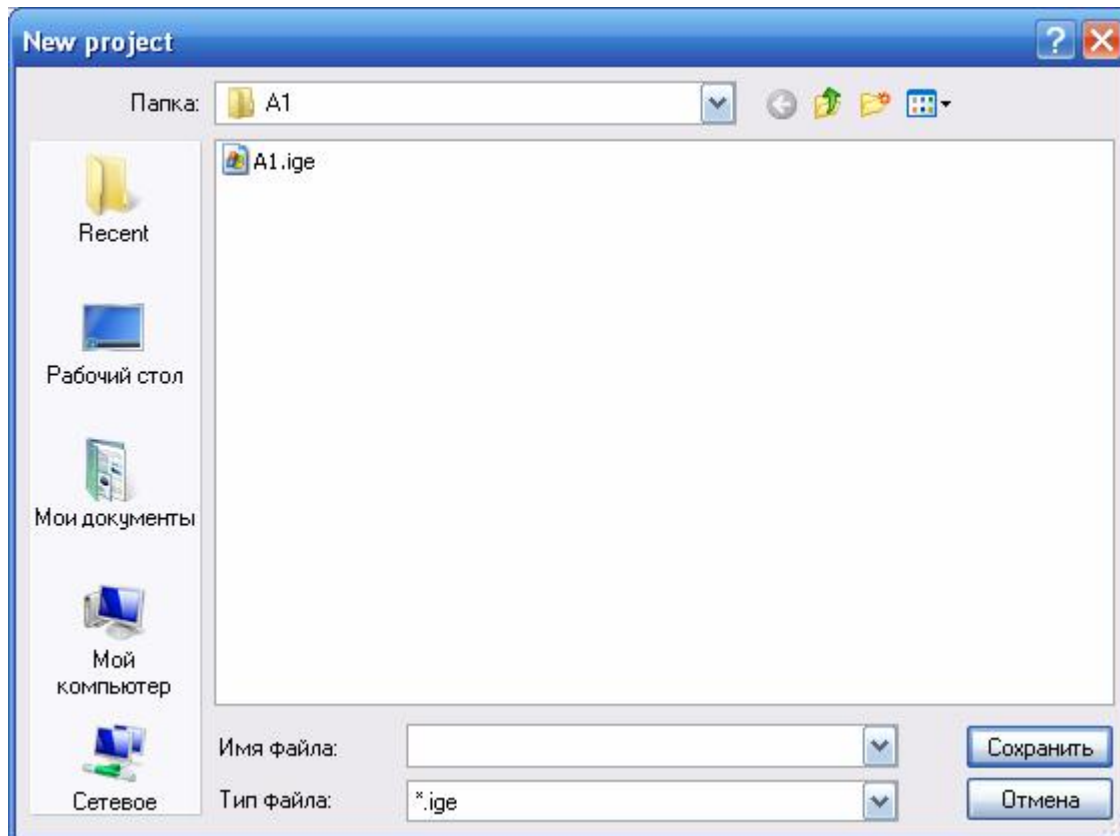 New project
Папка:
A1
A1.ige
Recent
Рабочий стол
Мои документы
Мой
компьютер
Сетевое
Имя файла:
Сохранить
Тип файла:
*.ige
Отмена